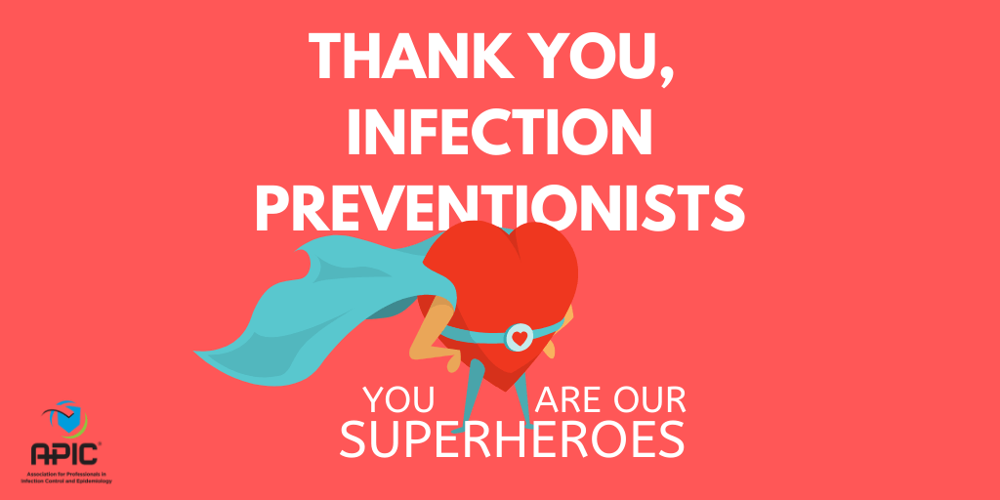 THANK YOU,
INFECTION
PREVENTIONISTS
YOU ARE OUR
SUPERHEROES
APIC®
Association for Professionals in
Infection Control and Epidemiology